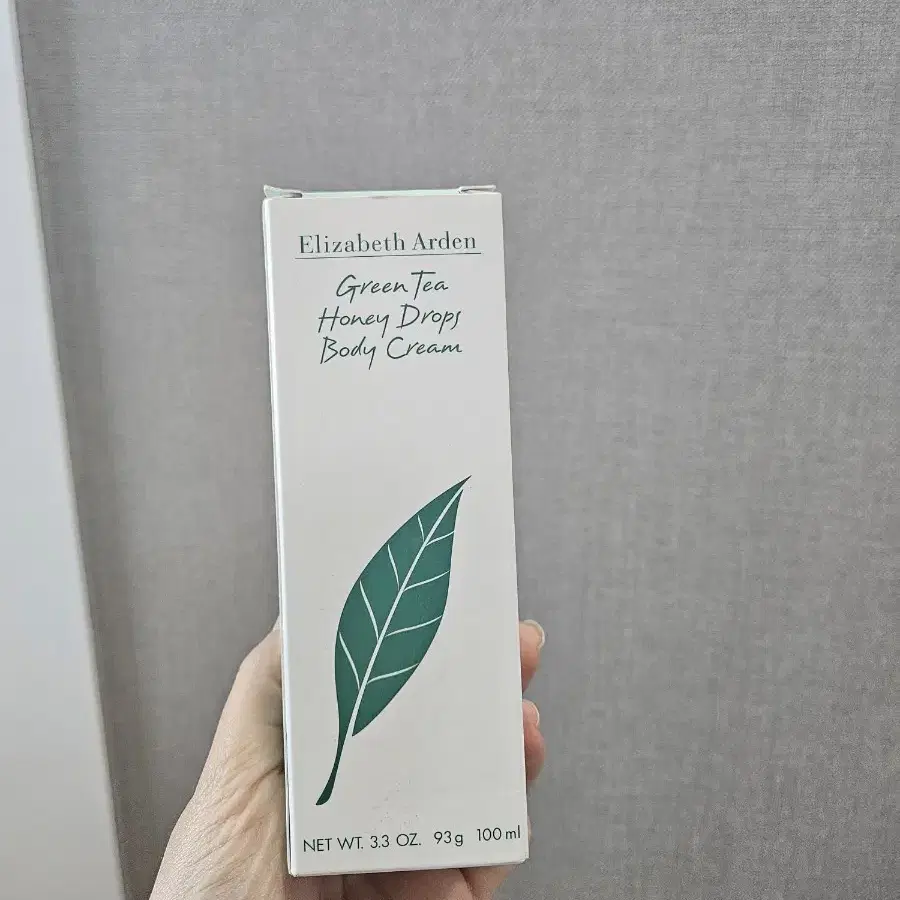 Elizabeth Arden
Green Tea
Honey Drops
Body Cream
NET WT. 3.3 OZ. 93g 100 ml